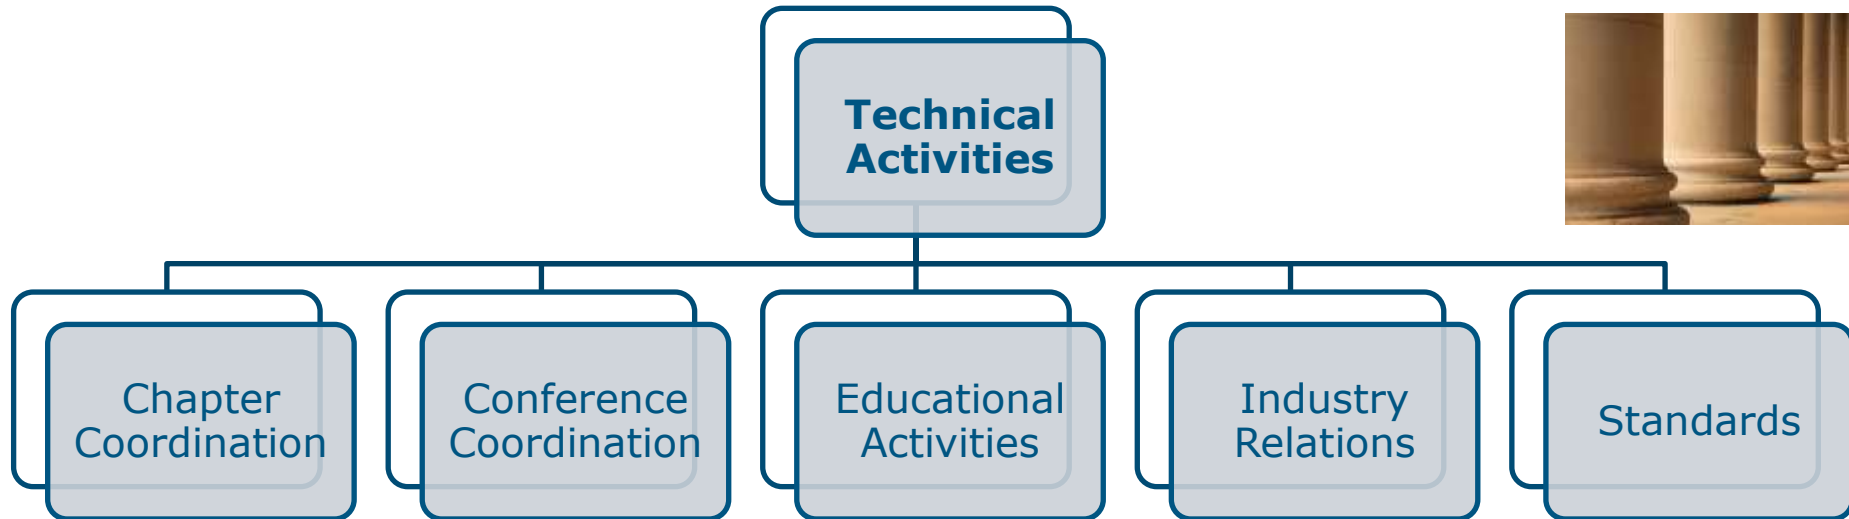 Technical
Activities
Chapter
Coordination
Conference
Coordination
Educational
Activities
Industry
Relations
Standards